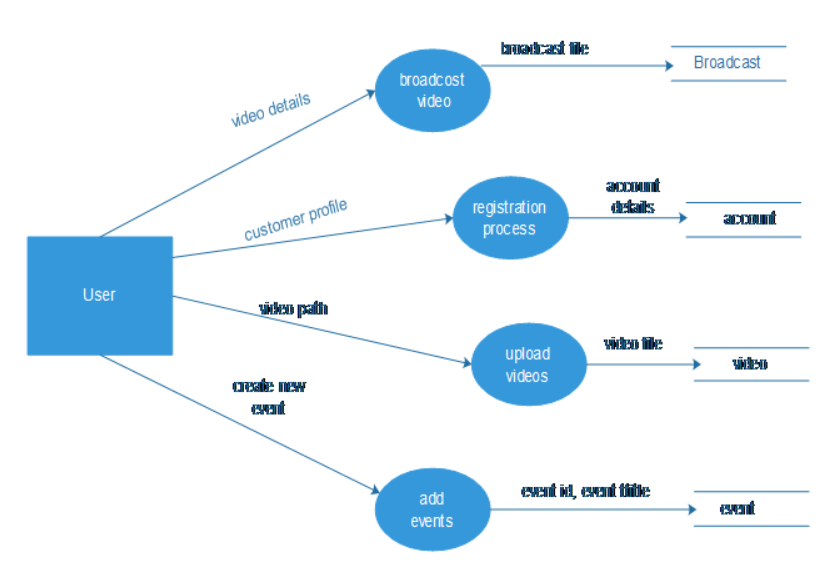 broadcast file
Broadcast
broadcost
video
video details
account
details
customer profile
registration
process
account
User
video path
video file
upload
videos
video
create new
event
add
events
event id, event title
event